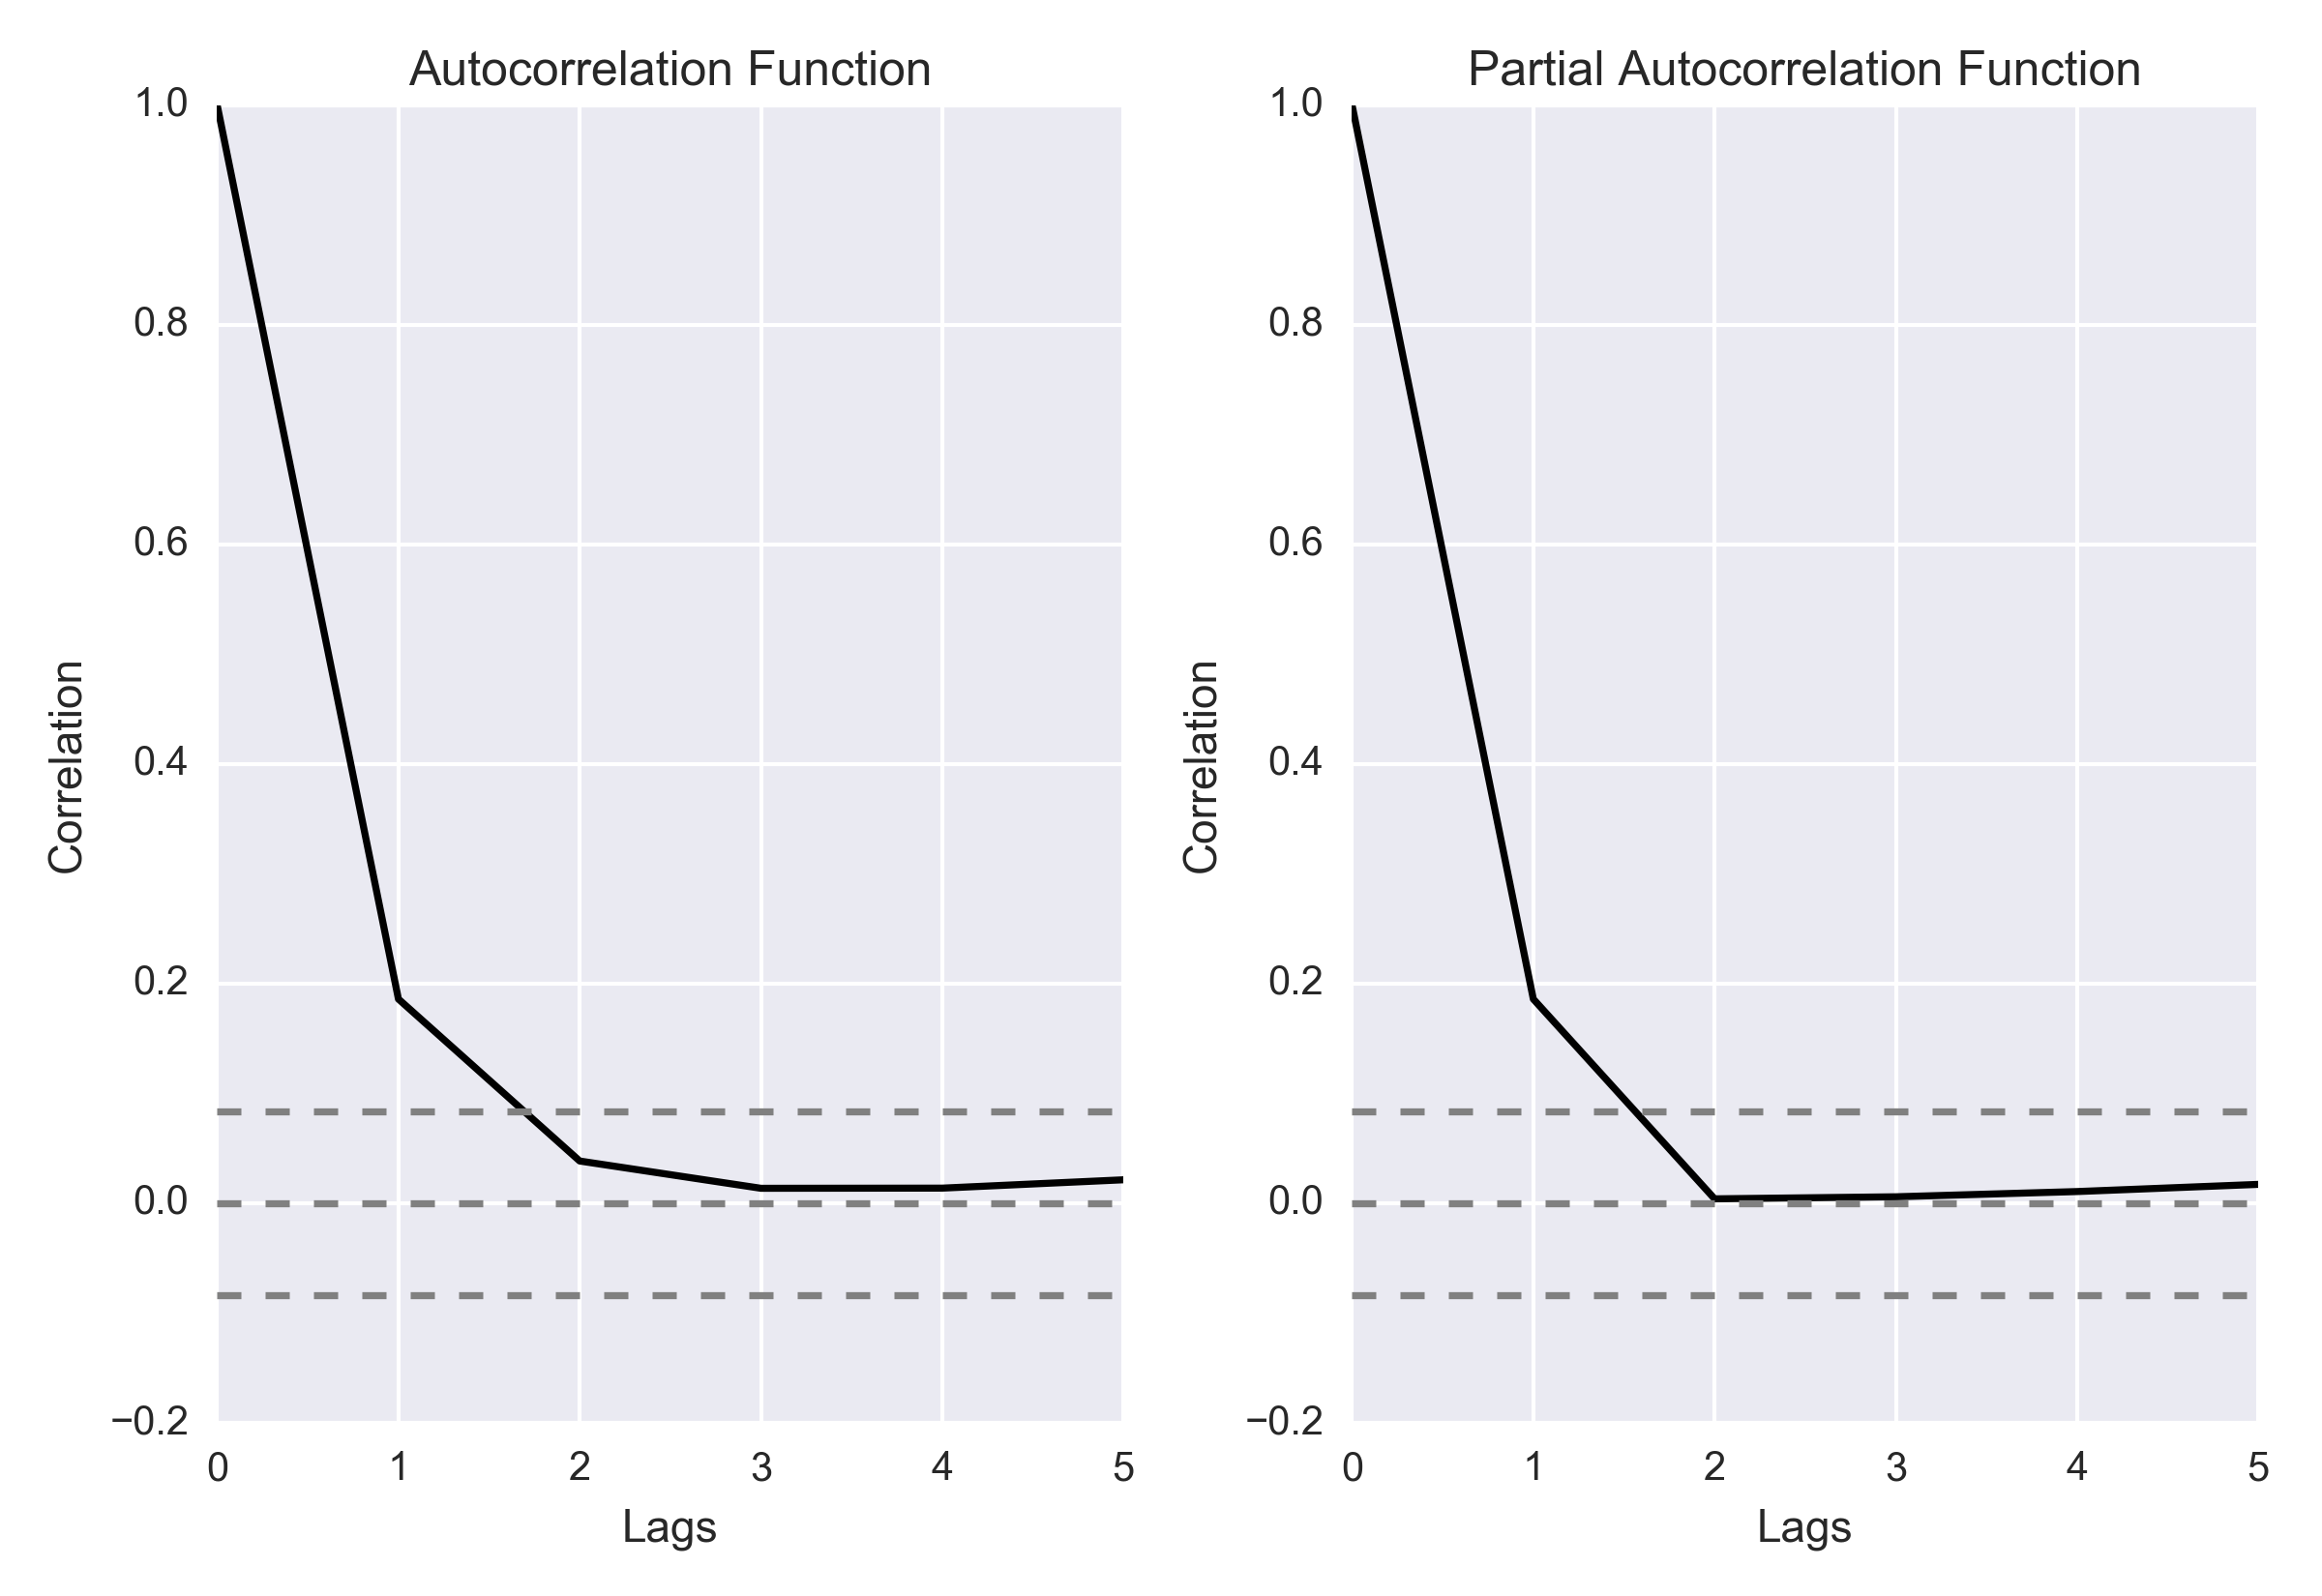 Autocorrelation Function
1.0
0.8
0.6
0.4
0.2
0.0
−0.2
Correlation
0 1 2 3 4 5
Lags
Partial Autocorrelation Function
1.0
0.8
0.6
0.4
0.2
0.0
−0.2
Correlation
0 1 2 3 4 5
Lags